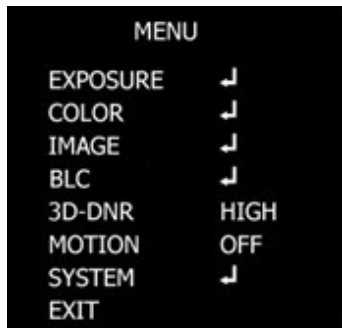 MENU
EXPOSURE ↲
COLOR ↲
IMAGE ↲
BLC ↲
3D-DNR HIGH
MOTION OFF
SYSTEM ↲
EXIT